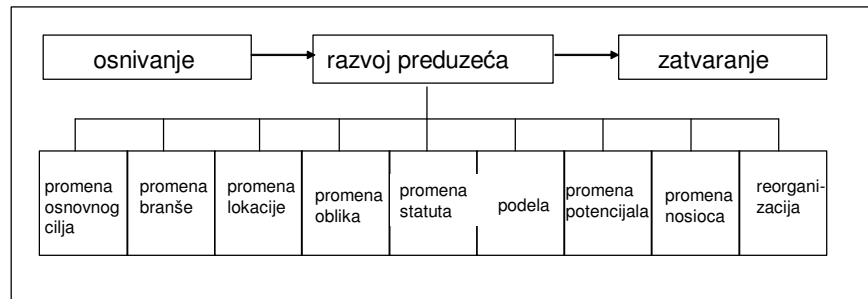 osnivanje
razvoj preduzeća
zatvaranje
promena
osnovnog
cilja
promena
branše
promena
lokacije
promena
oblika
promena
statuta
podela
promena
potencijala
promena
nosioca
reorgani-
zacija